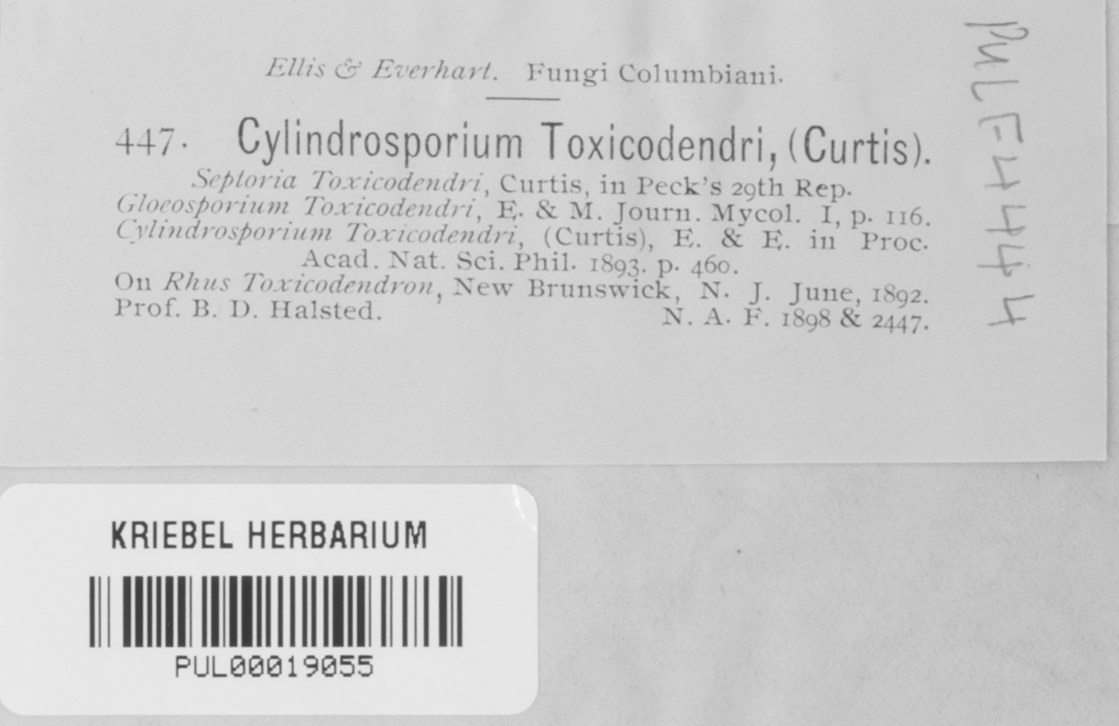 Ellis & Everhart. Fungi Columbiani.
447. Cylindrosporium Toxicodendri, (Curtis).
Septoria Toxicodendri, Curtis, in Peck's 29th Rep.
Gloeosporium Toxicodendri, E. & M. Journ. Mycol. I, p. 116.
Cylindrosporium Toxicodendri, (Curtis), E. & E. in Proc.
Acad. Nat. Sci. Phil. 1893. p. 460.
On Rhus Toxicodendron, New Brunswick, N. J. June, 1892.
Prof. B. D. Halsted. N. A. F. 1898 & 2447.
PULF4444
KRIEBEL HERBARIUM
PUL00019055